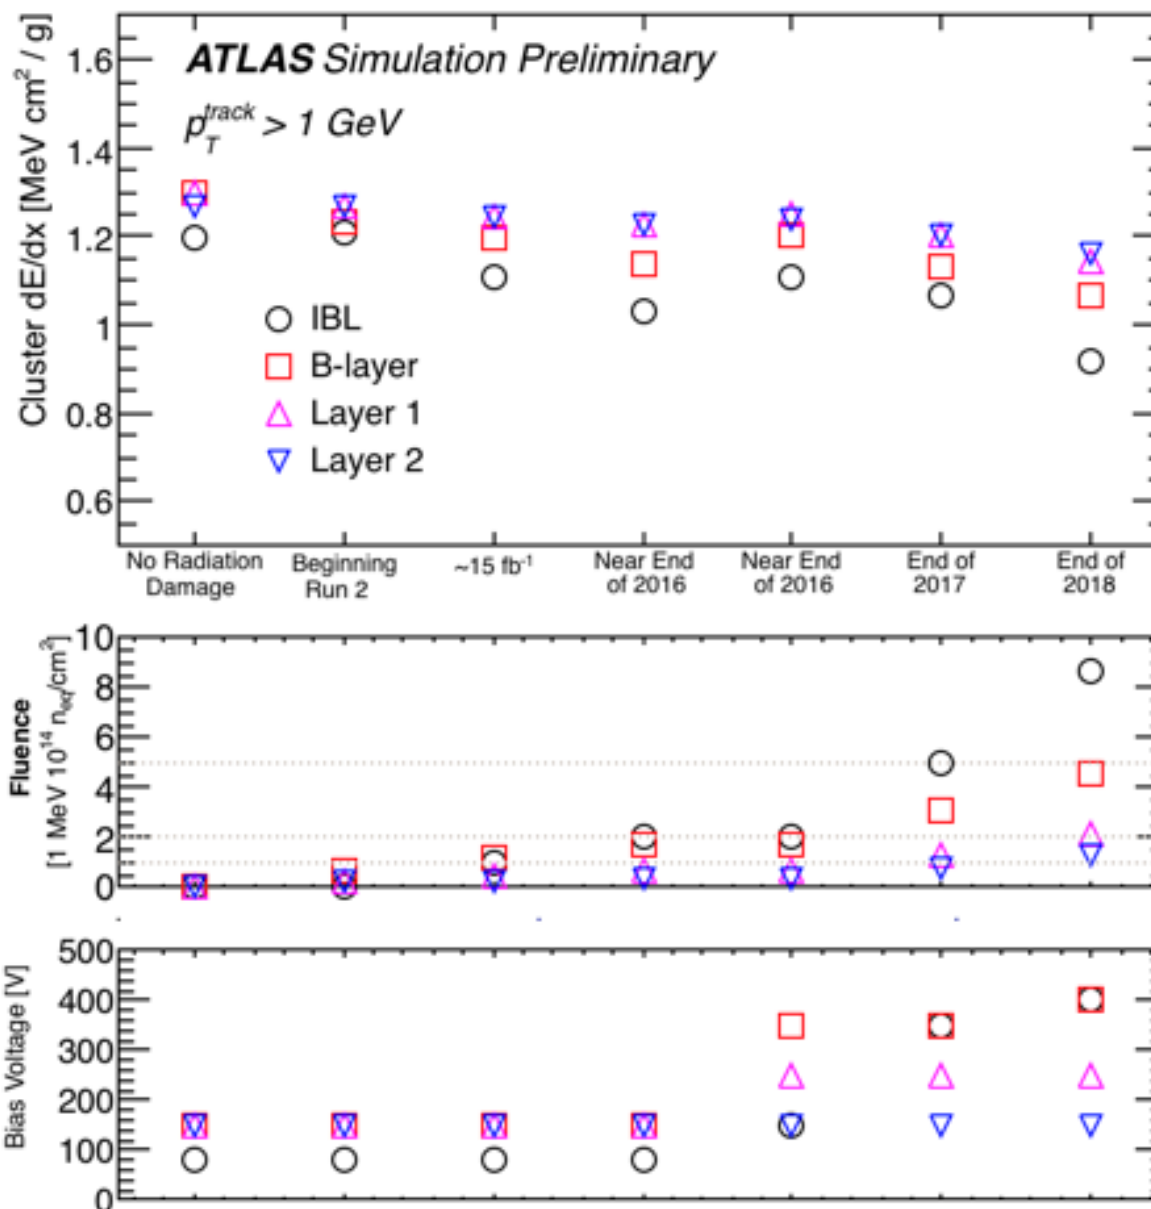 ATLAS Simulation Preliminary
p_T^track > 1 GeV
Cluster dE/dx [MeV cm² / g]
1.6
1.4
1.2
1
0.8
0.6
IBL
B-layer
Layer 1
Layer 2
No Radiation Damage
Beginning Run 2
~15 fb⁻¹
Near End of 2016
Near End of 2016
End of 2017
End of 2018
Fluence
[1 MeV 10¹⁴ n_eq/cm²]
10
8
6
4
2
0
Bias Voltage [V]
500
400
300
200
100
0